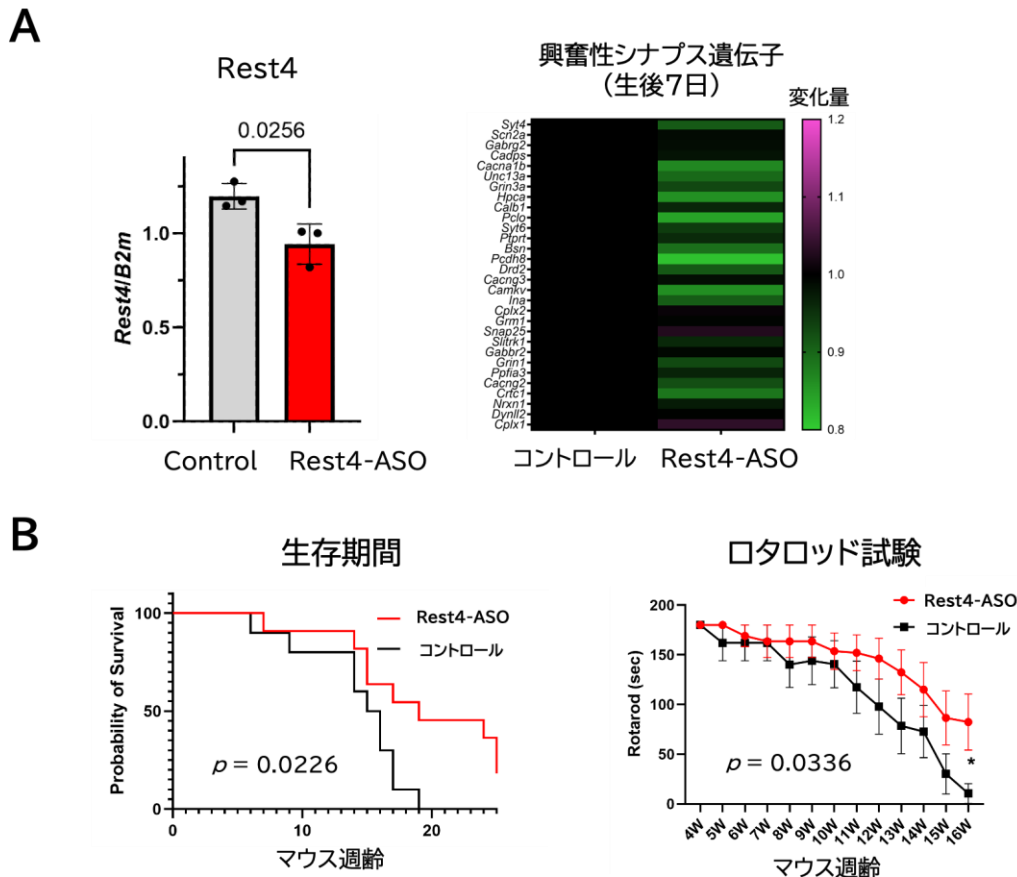 A
Rest4
0.0256
1.0
0.5
0.0
Rest4/B2m
Control
Rest4-ASO
興奮性シナプス遺伝子
(生後7日)
変化量
Syt4
Scn2a
Gabrg2
Cadps
Cacna1b
Unc13a
Grin3a
Hpca
Calb1
Pclo
Syt6
Ptprt
Bsn
Pcdh8
Drd2
Cacng3
Camkv
Ina
Cplx2
Grm1
Snap25
Slitrk1
Gabbr2
Grin1
Ppfia3
Cacng2
Crtc1
Nrxn1
Dynll2
Cplx1
コントロール
Rest4-ASO
1.2
1.1
1.0
0.9
0.8
B
生存期間
Probability of Survival
100
50
0
0
10
20
Rest4-ASO
コントロール
p = 0.0226
マウス週齢
ロタロッド試験
Rotarod (sec)
200
150
100
50
0
Rest4-ASO
コントロール
p = 0.0336
*
4W
5W
6W
7W
8W
9W
10W
11W
12W
13W
14W
15W
16W
マウス週齢